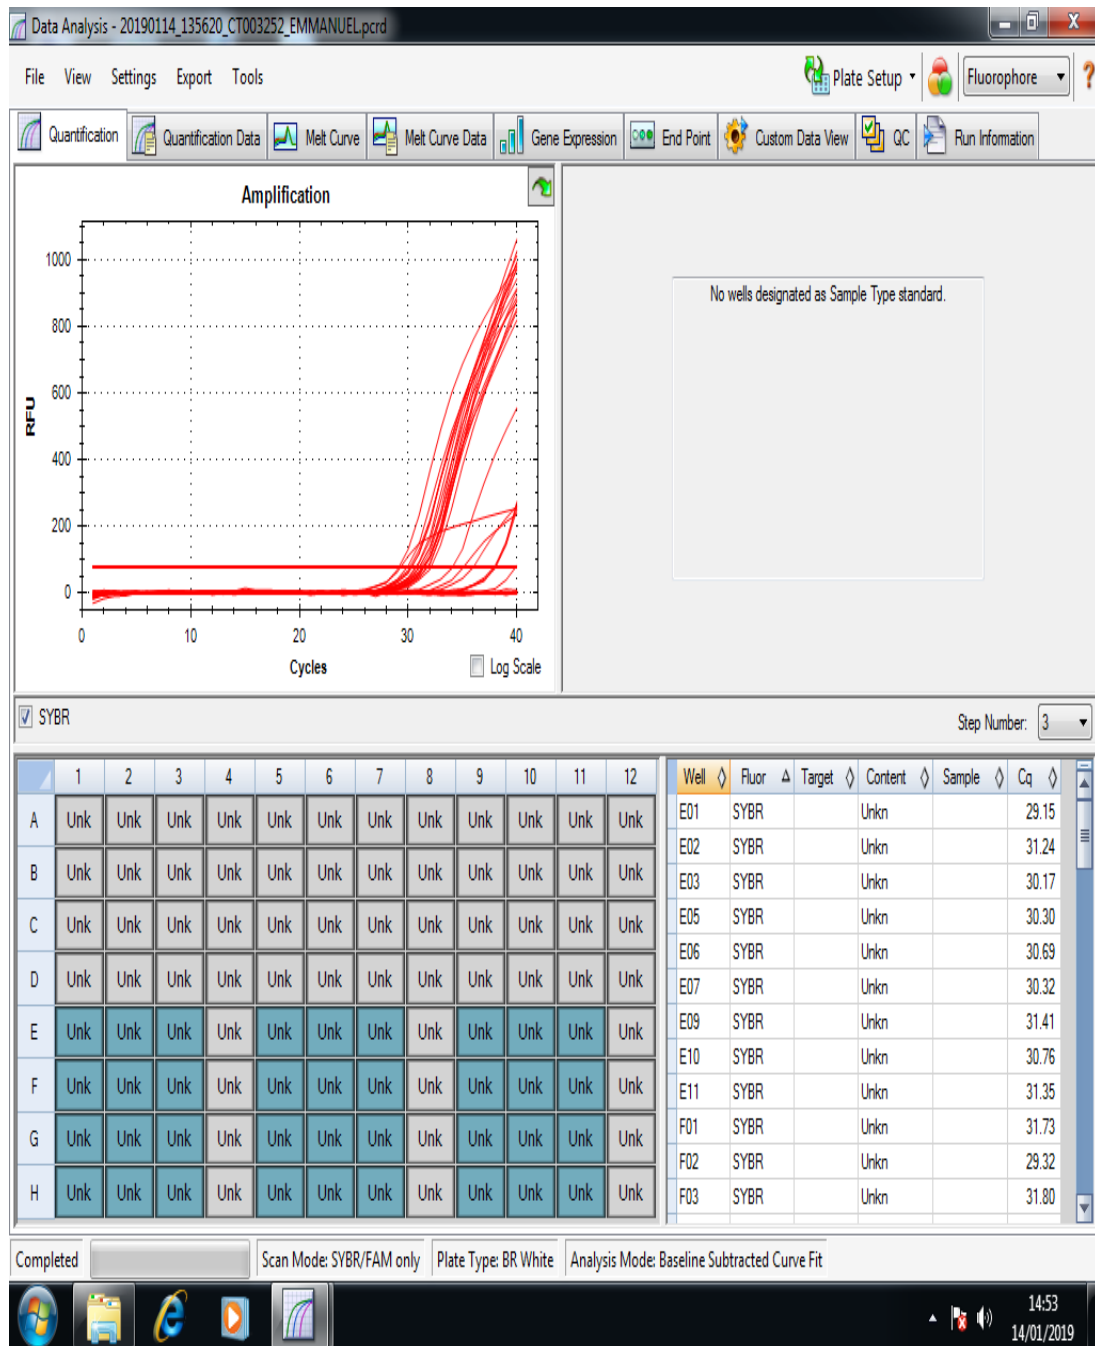 Data Analysis - 20190114_135620_CT003252_EMMANUEL.pcrd
File View Settings Export Tools Plate Setup Fluorophore ?
Quantification Quantification Data Melt Curve Melt Curve Data Gene Expression End Point Custom Data View QC Run Information
Amplification
1000
800
600
400
200
0
RFU
0 10 20 30 40
Cycles
Log Scale
No wells designated as Sample Type standard.
SYBR Step Number: 3
1 2 3 4 5 6 7 8 9 10 11 12
A Unk Unk Unk Unk Unk Unk Unk Unk Unk Unk Unk Unk
B Unk Unk Unk Unk Unk Unk Unk Unk Unk Unk Unk Unk
C Unk Unk Unk Unk Unk Unk Unk Unk Unk Unk Unk Unk
D Unk Unk Unk Unk Unk Unk Unk Unk Unk Unk Unk Unk
E Unk Unk Unk Unk Unk Unk Unk Unk Unk Unk Unk Unk
F Unk Unk Unk Unk Unk Unk Unk Unk Unk Unk Unk Unk
G Unk Unk Unk Unk Unk Unk Unk Unk Unk Unk Unk Unk
H Unk Unk Unk Unk Unk Unk Unk Unk Unk Unk Unk Unk
Well Fluor Target Content Sample Cq
E01 SYBR Unkn 29.15
E02 SYBR Unkn 31.24
E03 SYBR Unkn 30.17
E05 SYBR Unkn 30.30
E06 SYBR Unkn 30.69
E07 SYBR Unkn 30.32
E09 SYBR Unkn 31.41
E10 SYBR Unkn 30.76
E11 SYBR Unkn 31.35
F01 SYBR Unkn 31.73
F02 SYBR Unkn 29.32
F03 SYBR Unkn 31.80
Completed Scan Mode: SYBR/FAM only Plate Type: BR White Analysis Mode: Baseline Subtracted Curve Fit
14:53
14/01/2019